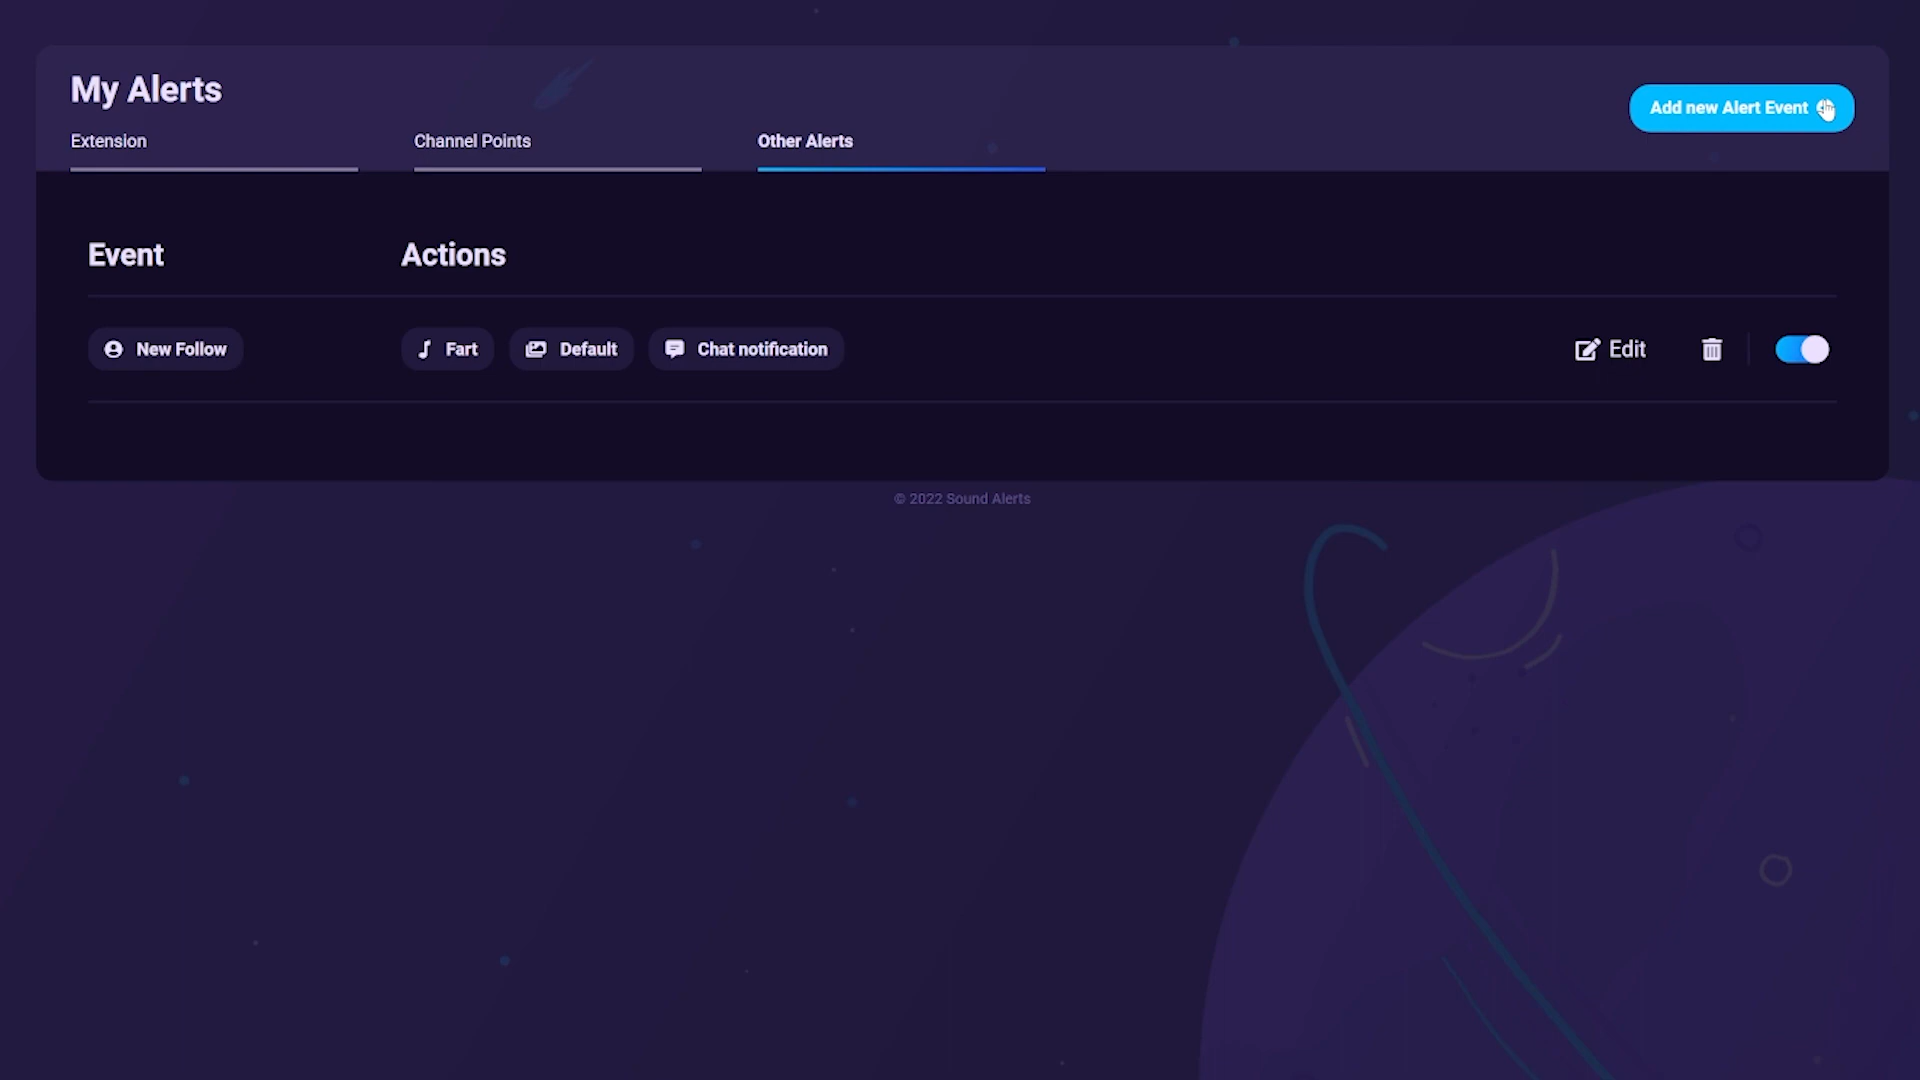 My Alerts
Add new Alert Event
Extension
Channel Points
Other Alerts
Event
Actions
New Follow
Fart
Default
Chat notification
Edit
© 2022 Sound Alerts